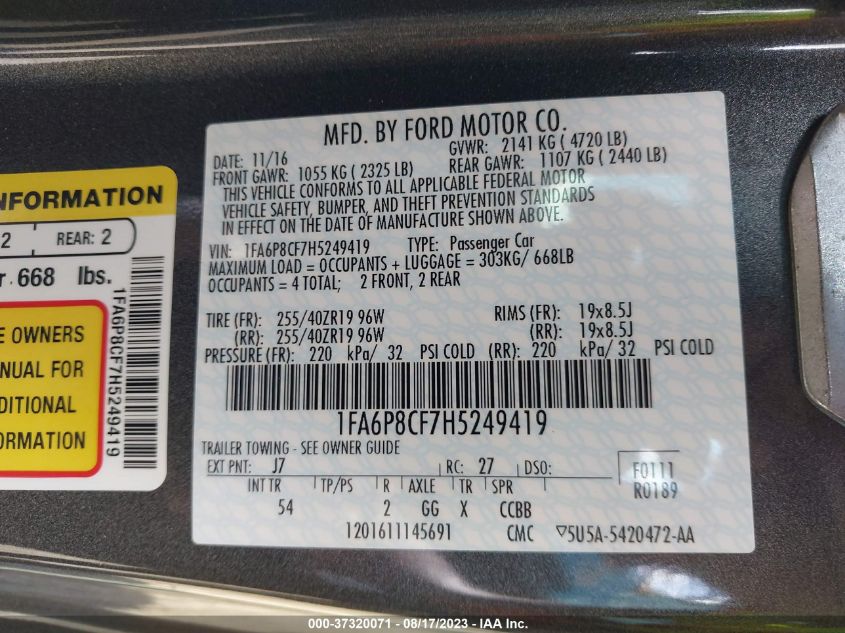 INFORMATION
2 REAR: 2
r 668 lbs.
E OWNERS
NUAL FOR
DITIONAL
ORMATION
1FA6P8CF7H5249419
MFD. BY FORD MOTOR CO.
DATE: 11/16 GVWR: 2141 KG ( 4720 LB)
FRONT GAWR: 1055 KG ( 2325 LB) REAR GAWR: 1107 KG ( 2440 LB)
THIS VEHICLE CONFORMS TO ALL APPLICABLE FEDERAL MOTOR
VEHICLE SAFETY, BUMPER, AND THEFT PREVENTION STANDARDS
IN EFFECT ON THE DATE OF MANUFACTURE SHOWN ABOVE.
VIN: 1FA6P8CF7H5249419 TYPE: Passenger Car
MAXIMUM LOAD = OCCUPANTS + LUGGAGE = 303KG/ 668LB
OCCUPANTS = 4 TOTAL; 2 FRONT, 2 REAR
TIRE (FR): 255/40ZR19 96W RIMS (FR): 19x8.5J
(RR): 255/40ZR19 96W (RR): 19x8.5J
PRESSURE (FR): 220 kPa/ 32 PSI COLD (RR): 220 kPa/ 32 PSI COLD
1FA6P8CF7H5249419
TRAILER TOWING - SEE OWNER GUIDE
EXT PNT: J7 RC: 27 DSO: F0111
R0189
INT TR TP/PS R AXLE TR SPR
54 2 GG X CCBB
1201611145691 CMC ▽5U5A-5420472-AA
000-37320071 - 08/17/2023 - IAA Inc.